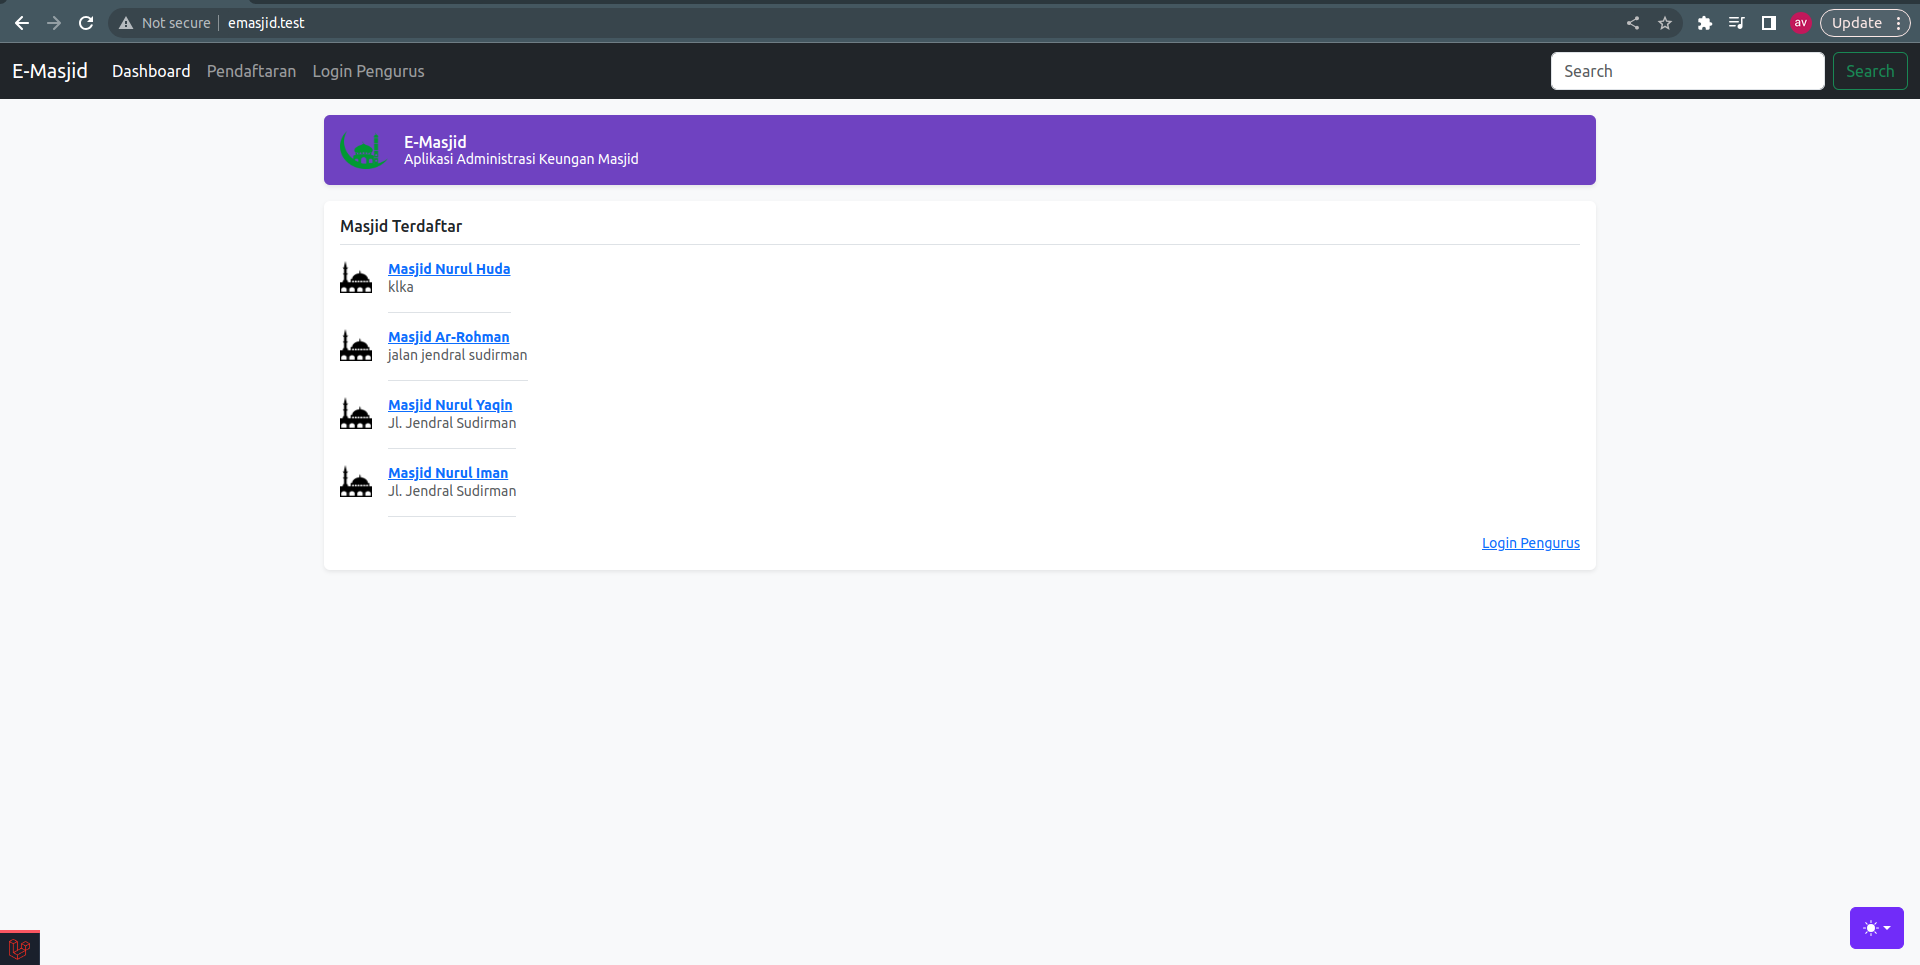 Not secure
emasjid.test
av
Update
E-Masjid
Dashboard
Pendaftaran
Login Pengurus
Search
Search
E-Masjid
Aplikasi Administrasi Keungan Masjid
Masjid Terdaftar
Masjid Nurul Huda
klka
Masjid Ar-Rohman
jalan jendral sudirman
Masjid Nurul Yaqin
Jl. Jendral Sudirman
Masjid Nurul Iman
Jl. Jendral Sudirman
Login Pengurus